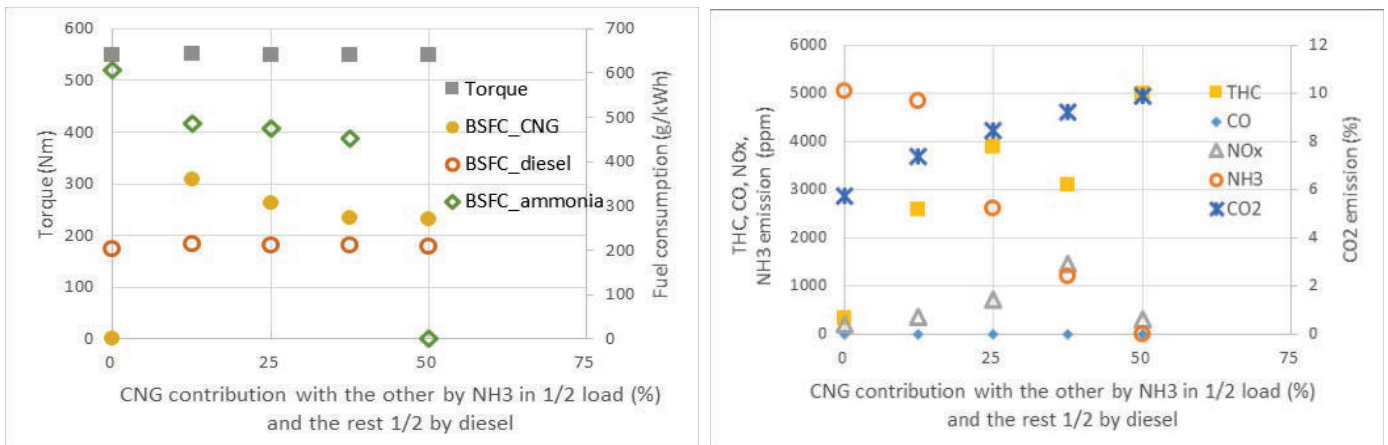 600
500
400
300
200
100
0
Torque (Nm)
700
600
500
400
300
200
100
0
Fuel consumption (g/kWh)
Torque
BSFC_CNG
BSFC_diesel
BSFC_ammonia
0 25 50 75
CNG contribution with the other by NH3 in 1/2 load (%)
and the rest 1/2 by diesel
6000
5000
4000
3000
2000
1000
0
THC, CO, NOx,
NH3 emission (ppm)
12
10
8
6
4
2
0
CO2 emission (%)
THC
CO
NOx
NH3
CO2
0 25 50 75
CNG contribution with the other by NH3 in 1/2 load (%)
and the rest 1/2 by diesel